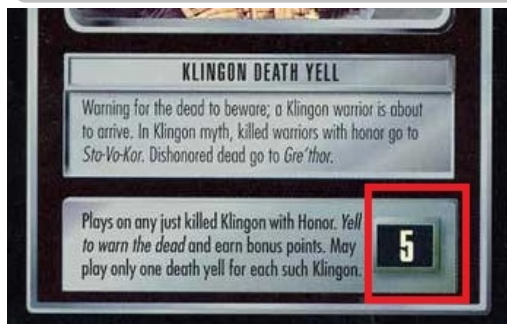 KLINGON DEATH YELL
Warning for the dead to beware; a Klingon warrior is about
to arrive. In Klingon myth, killed warriors with honor go to
Sto-Vo-Kor. Dishonored dead go to Gre'thor.
Plays on any just killed Klingon with Honor. Yell
to warn the dead and earn bonus points. May
play only one death yell for each such Klingon.
5